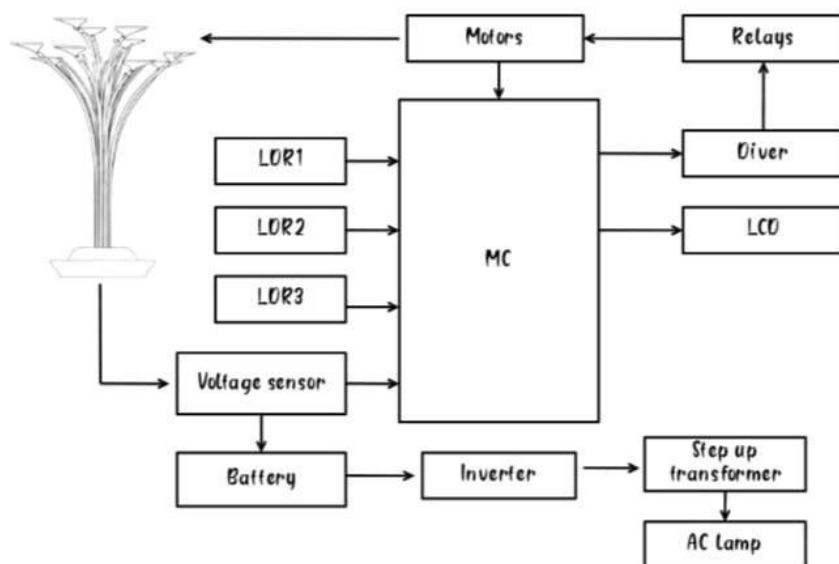 Motors
Relays
LDR1
Diver
LDR2
LCD
MC
LDR3
Voltage sensor
Battery
Inverter
Step up
transformer
AC lamp